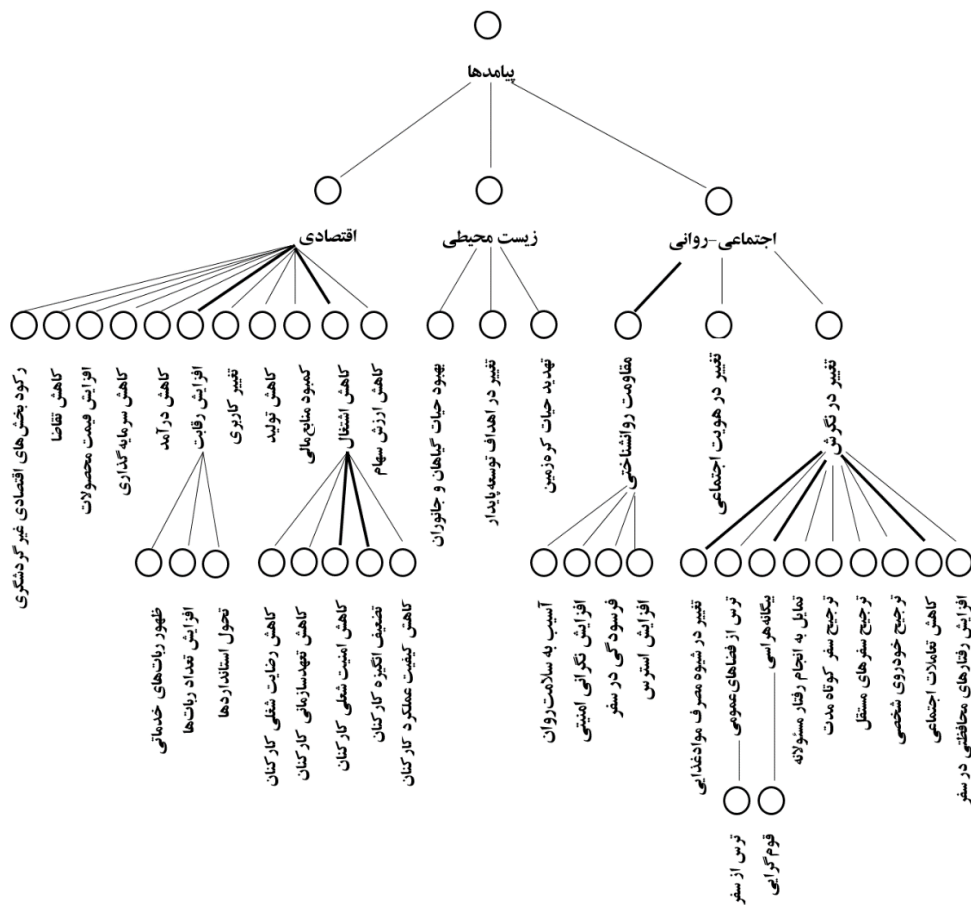 پیامدها
اجتماعی-روانی
زیست محیطی
اقتصادی
تغییر در نگرش
تغییر در هویت اجتماعی
مقاومت روانشناختی
تهدید حیات کره‌زمین
تغییر در اهداف توسعه‌پایدار
بهبود حیات گیاهان و جانوران
کاهش ارزش سهام
کاهش اشتغال
کمبود منابع‌مالی
کاهش تولید
تغییر کاربری
افزایش رقابت
کاهش درآمد
کاهش سرمایه گذاری
افزایش قیمت محصولات
کاهش تقاضا
رکود بخش‌های اقتصادی غیرگردشگری
افزایش رفتارهای محافظتی در سفر
کاهش تعاملات اجتماعی
ترجیح خودروی شخصی
ترجیح سفرهای مستقل
ترجیح سفر کوتاه مدت
تمایل به انجام رفتار مسئولانه
بیگانه‌هراسی
ترس از فضاهای‌عمومی
تغییر در شیوه مصرف موادغذایی
افزایش استرس
فرسودگی در سفر
افزایش نگرانی امنیتی
آسیب به سلامت‌روان
کاهش کیفیت عملکرد کارکنان
تضعیف انگیزه کارکنان
کاهش امنیت شغلی کارکنان
کاهش تعهدسازمانی کارکنان
کاهش رضایت شغلی کارکنان
تحول استانداردها
افزایش تعداد ربات‌ها
ظهور ربات‌های خدماتی
قوم گرایی
ترس از سفر